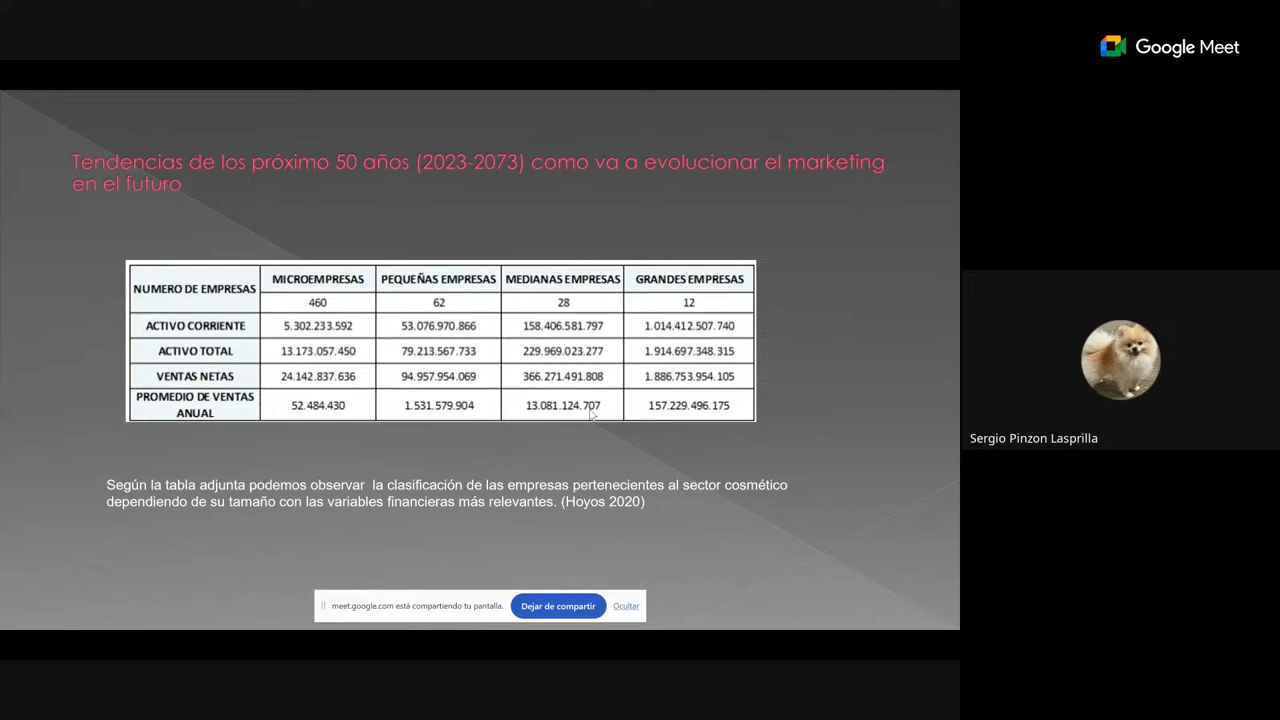 Google Meet
Tendencias de los próximo 50 años (2023-2073) como va a evolucionar el marketing
en el futuro
NUMERO DE EMPRESAS MICROEMPRESAS PEQUEÑAS EMPRESAS MEDIANAS EMPRESAS GRANDES EMPRESAS
460 62 28 12
ACTIVO CORRIENTE 5.302.233.592 53.076.970.866 158.406.581.797 1.014.412.507.740
ACTIVO TOTAL 13.173.057.450 79.213.567.733 229.969.023.277 1.914.697.348.315
VENTAS NETAS 24.142.837.636 94.957.954.069 366.271.491.808 1.886.753.954.105
PROMEDIO DE VENTAS
ANUAL 52.484.430 1.531.579.904 13.081.124.707 157.229.496.175
Según la tabla adjunta podemos observar la clasificación de las empresas pertenecientes al sector cosmético
dependiendo de su tamaño con las variables financieras más relevantes. (Hoyos 2020)
meet.google.com está compartiendo tu pantalla. Dejar de compartir Ocultar
Sergio Pinzon Lasprilla